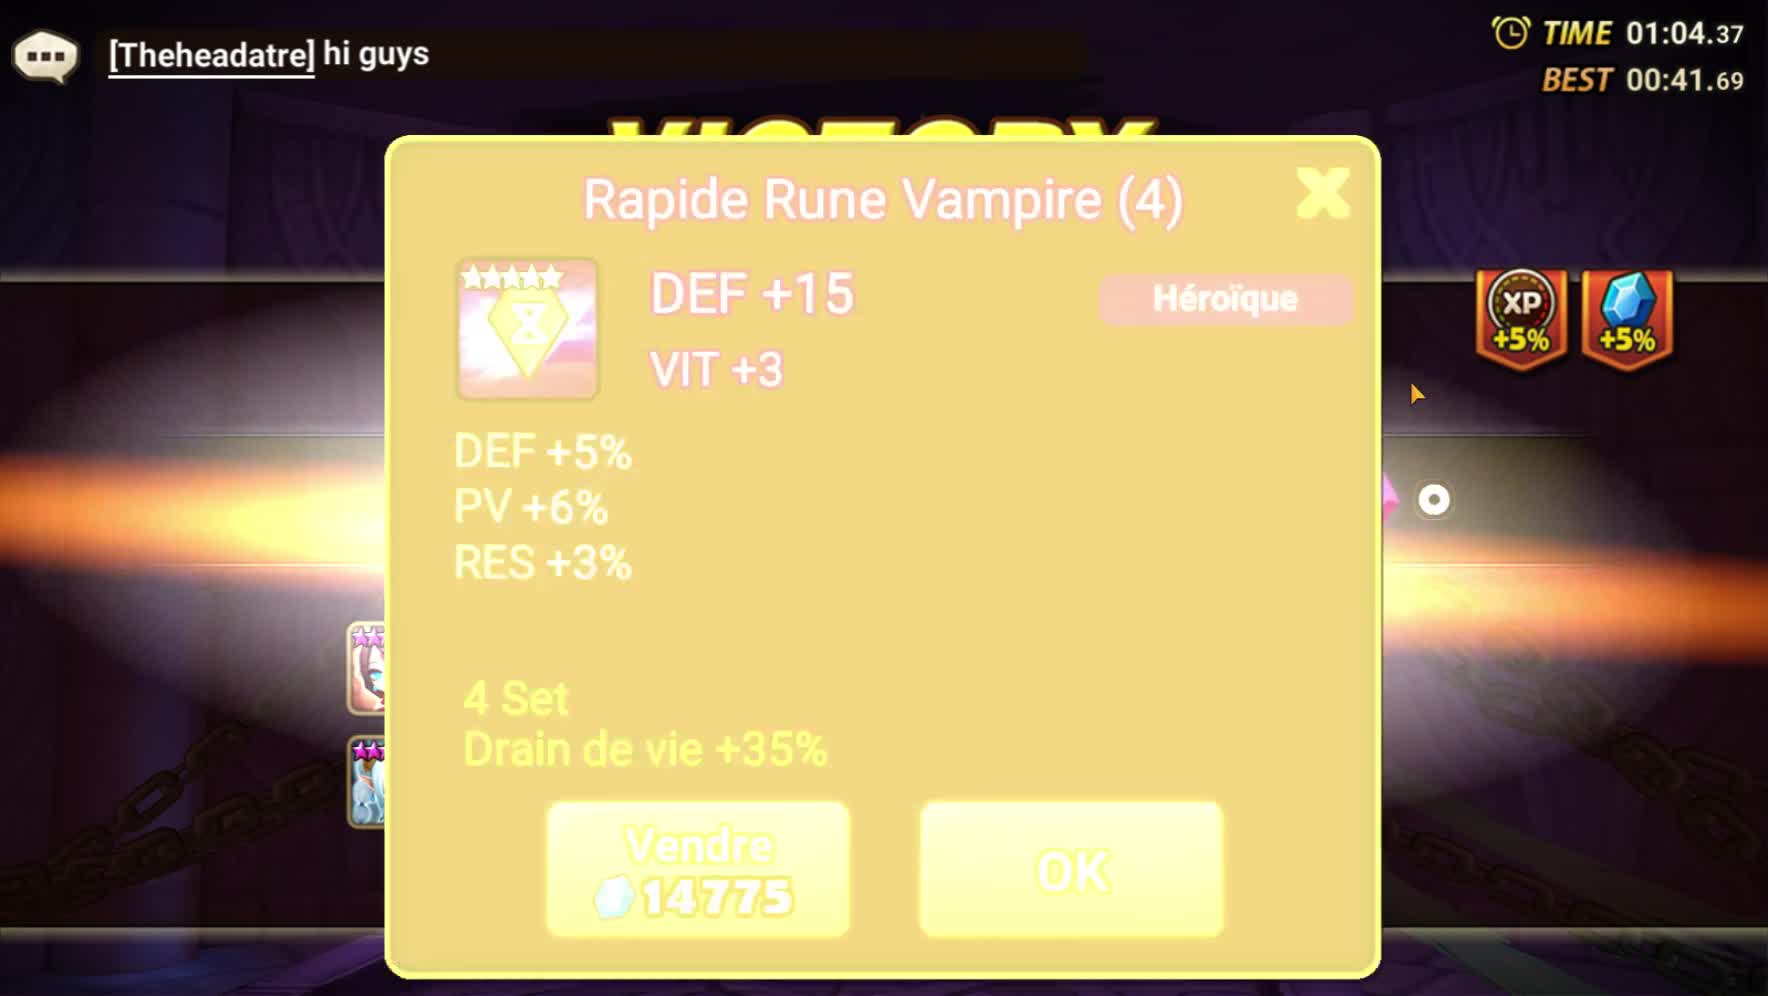 [Theheadatre] hi guys
TIME 01:04.37
BEST 00:41.69
VICTORY
Rapide Rune Vampire (4)
DEF +15
Héroïque
VIT +3
XP
+5%
+5%
DEF +5%
PV +6%
RES +3%
4 Set
Drain de vie +35%
Vendre
14775
OK